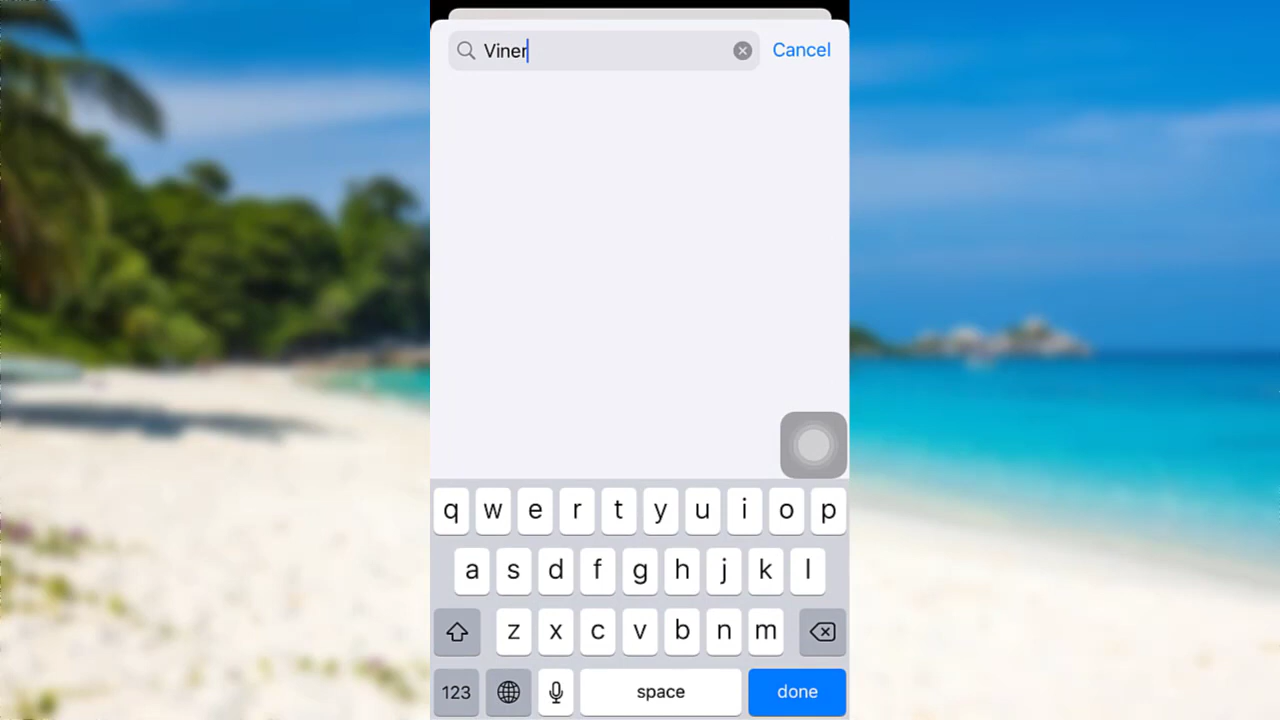 Viner
Cancel
q w e r t y u i o p
a s d f g h j k l
z x c v b n m
123 space done